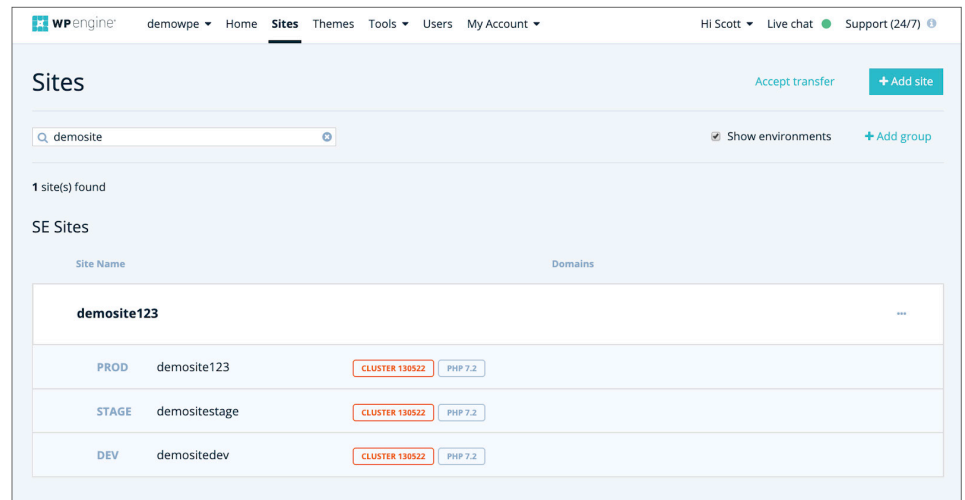 WPengine demowpe Home Sites Themes Tools Users My Account Hi Scott Live chat Support (24/7)
Sites Accept transfer + Add site
demosite Show environments + Add group
1 site(s) found
SE Sites
Site Name Domains
demosite123 ...
PROD demosite123 CLUSTER 130522 PHP 7.2
STAGE demositestage CLUSTER 130522 PHP 7.2
DEV demositedev CLUSTER 130522 PHP 7.2